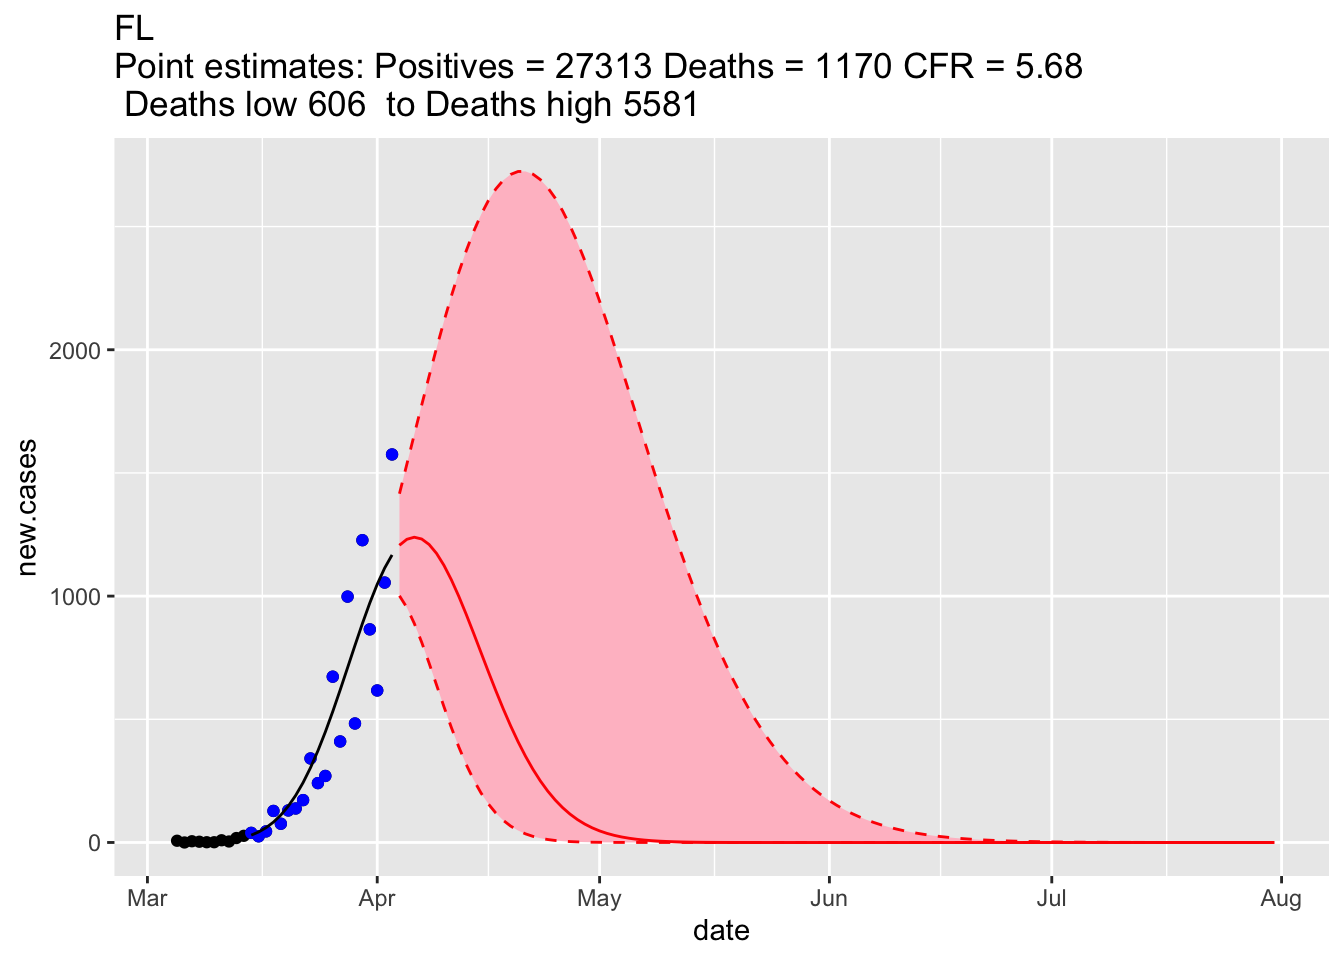 FL
Point estimates: Positives = 27313 Deaths = 1170 CFR = 5.68
Deaths low 606  to Deaths high 5581
2000
1000
0
new.cases
Mar Apr May Jun Jul Aug
date